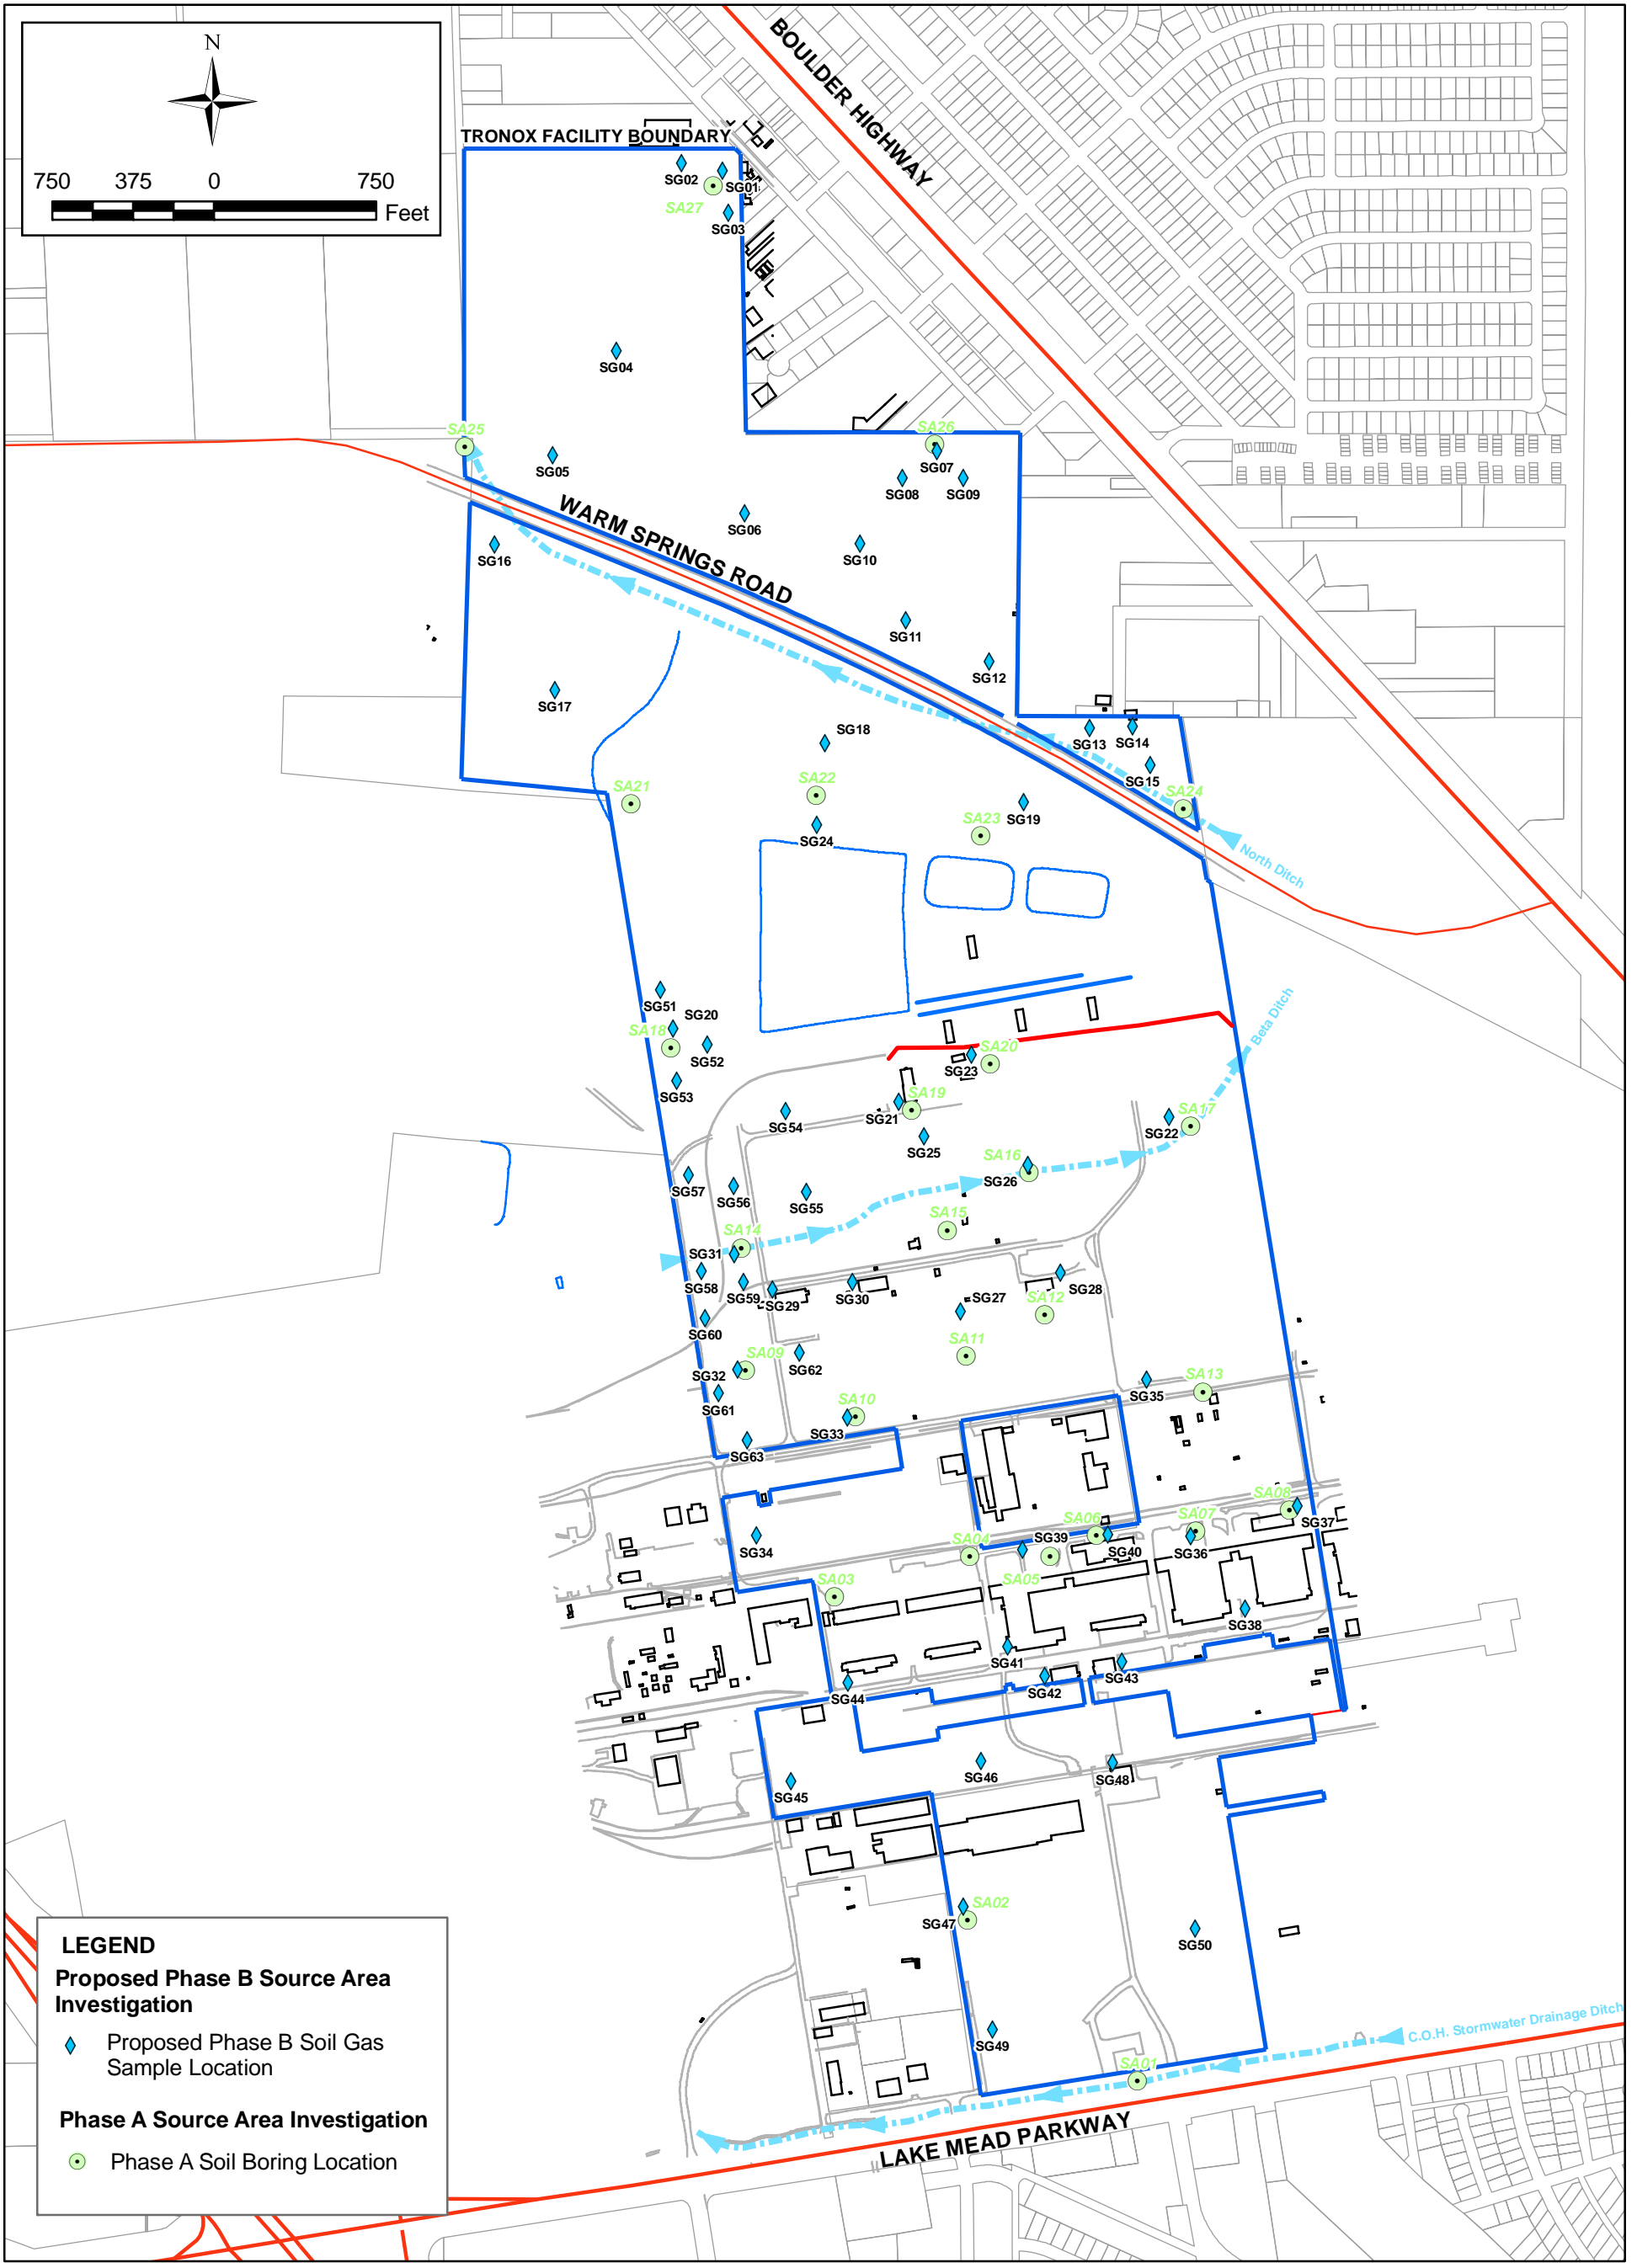 N
750 375 0 750
Feet
BOULDER HIGHWAY
TRONOX FACILITY BOUNDARY
SG02
SG01
SA27
SG03
SG04
SA25
SA26
SG05
SG07
SG08
SG09
SG06
WARM SPRINGS ROAD
SG16
SG10
SG11
SG12
SG17
SG18
SG13
SG14
SG15
SA21
SA22
SA24
SG19
SA23
SG24
North Ditch
SG51
SG20
SA18
SG52
Beta Ditch
SG23
SA20
SG53
SA19
SG21
SG54
SG22
SA17
SG25
SA16
SG26
SG57
SG56
SG55
SA15
SA14
SG31
SG58
SG59
SG29
SG30
SG28
SG27
SA12
SG60
SA11
SA09
SG62
SG32
SG61
SG35
SA13
SA10
SG33
SG63
SA08
SG37
SA07
SA06
SG39
SG40
SG36
SA04
SG34
SA05
SA03
SG38
SG41
SG43
SG42
SG44
SG46
SG48
SG45
SA02
SG47
SG50
SG49
C.O.H. Stormwater Drainage Ditch
SA01
LAKE MEAD PARKWAY
LEGEND
Proposed Phase B Source Area
Investigation
Proposed Phase B Soil Gas
Sample Location
Phase A Source Area Investigation
Phase A Soil Boring Location